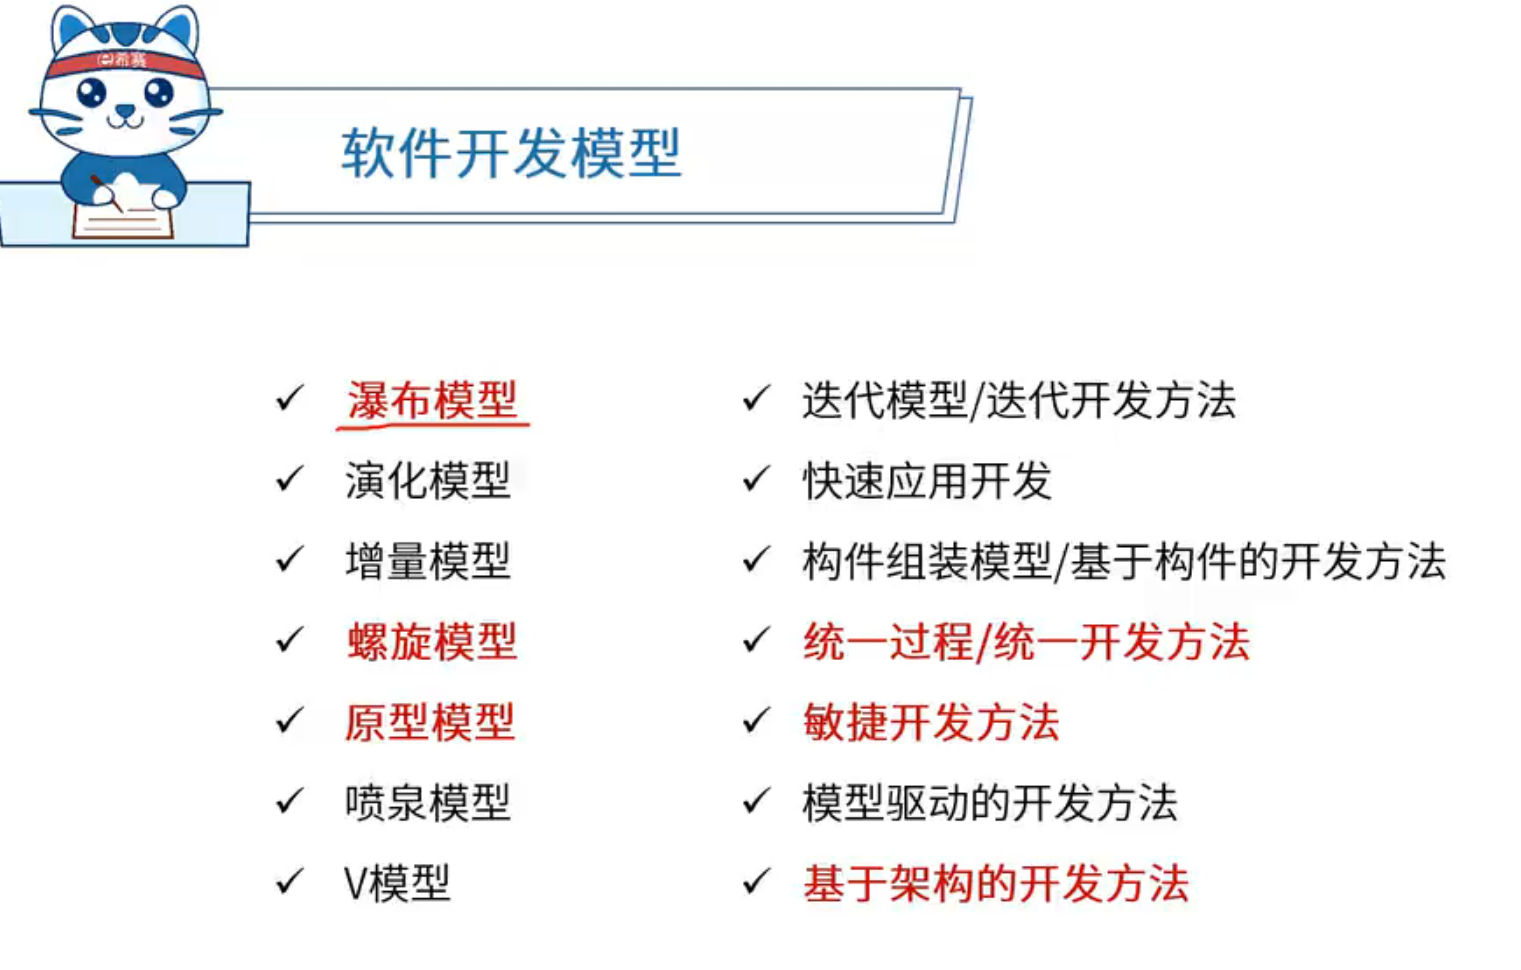 希赛
软件开发模型
瀑布模型
演化模型
增量模型
螺旋模型
原型模型
喷泉模型
V模型
迭代模型/迭代开发方法
快速应用开发
构件组装模型/基于构件的开发方法
统一过程/统一开发方法
敏捷开发方法
模型驱动的开发方法
基于架构的开发方法